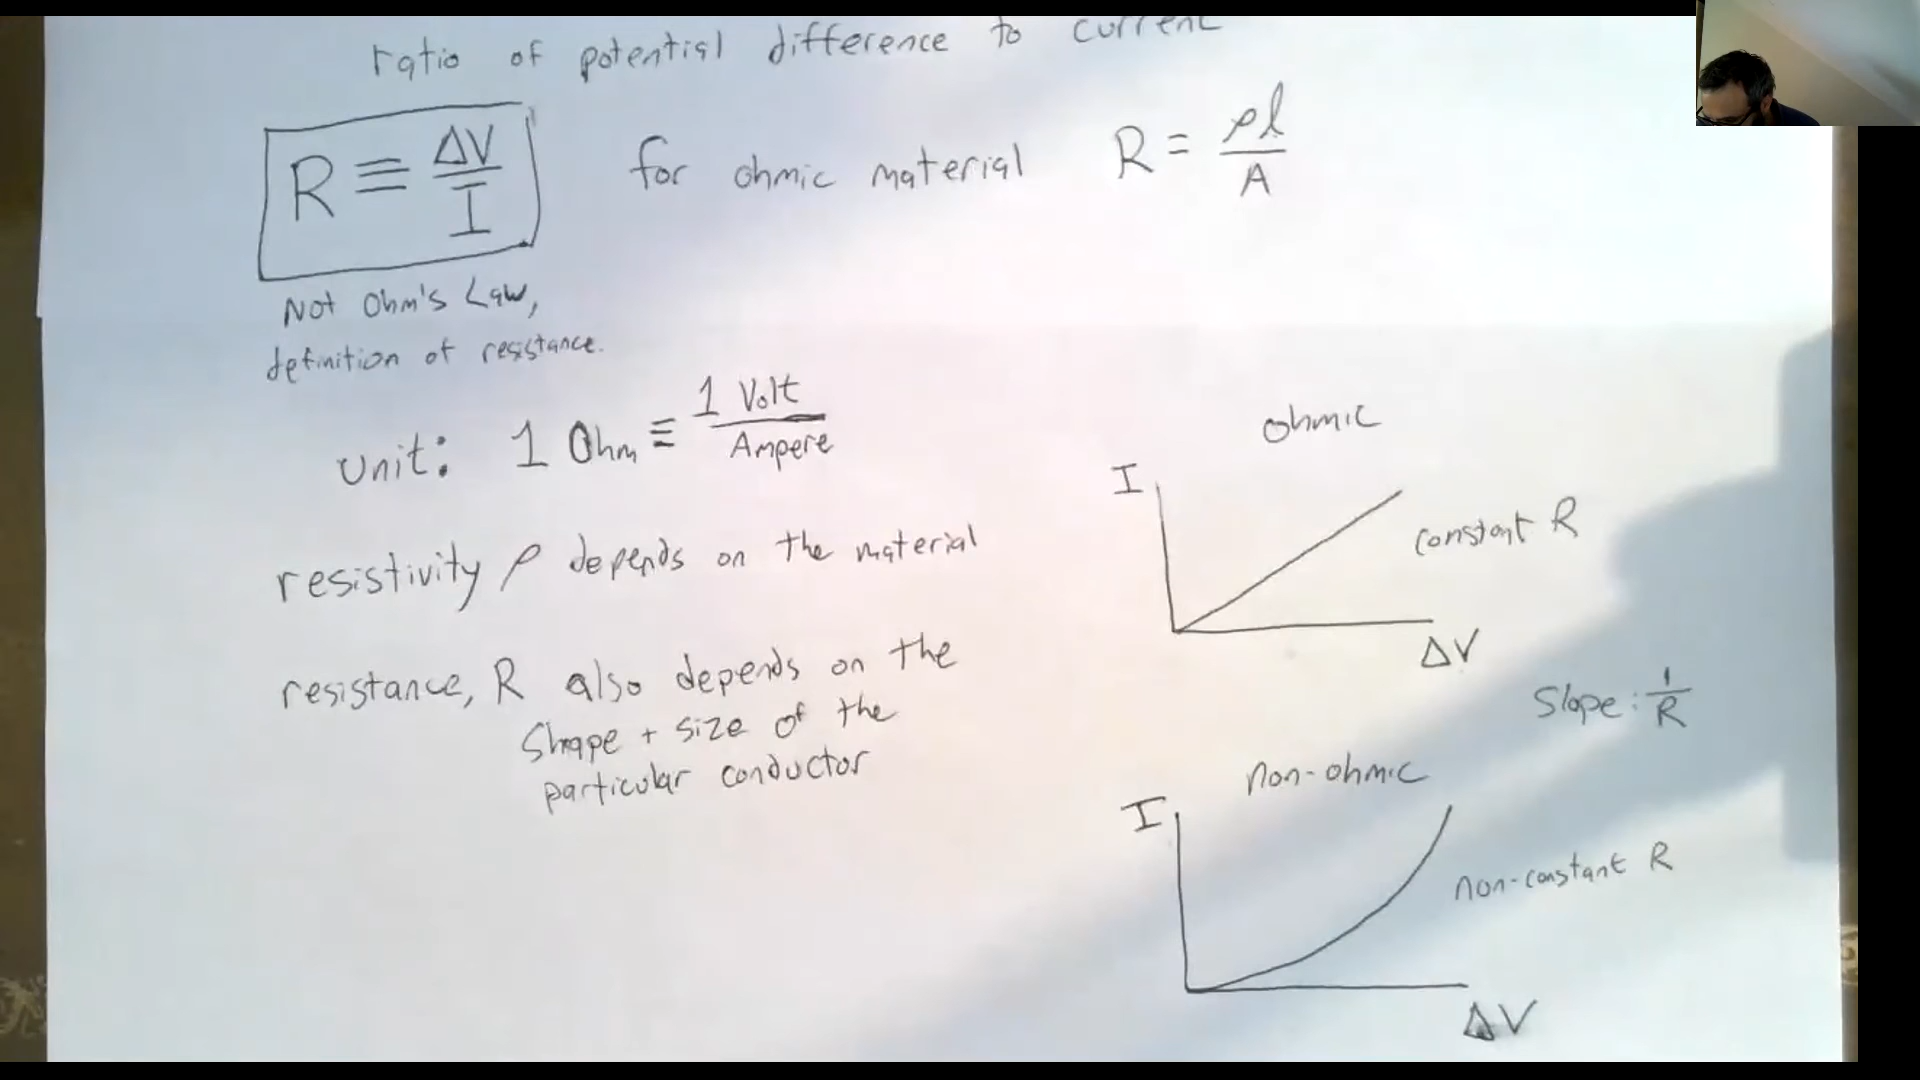 ratio of potential difference to current
R ≡ ΔV/I for ohmic material R = ρl/A
Not Ohm's Law,
definition of resistance.
unit: 1 Ohm ≡ 1 Volt/Ampere
resistivity ρ depends on the material
resistance, R also depends on the
shape + size of the
particular conductor
ohmic
I
constant R
ΔV
Slope: 1/R
non-ohmic
I
non-constant R
ΔV